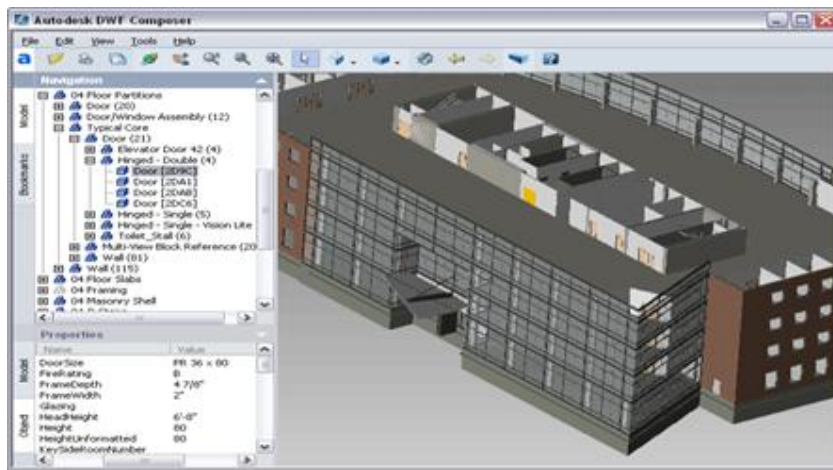 Autodesk DWF Composer
File Edit View Tools Help
Navigation
04 Floor Partitions
Door (20)
Door/Window Assembly (12)
Typical Core
Door (21)
Elevator Door 42 (4)
Hinged - Double (4)
Door [2D9C]
Door [2DA1]
Door [2DAB]
Door [2DC6]
Hinged - Single (5)
Hinged - Single - Vision Lite
Toilet_Stall (6)
Multi-View Block Reference (20
Wall (81)
Wall (115)
04 Floor Slabs
04 Framing
04 Masonry Shell
Model
Bookmarks
Properties
Name Value
DoorSize PR 36 x 80
FireRating B
FrameDepth 4 7/8"
FrameWidth 2"
Glazing
HeadHeight 6'-8"
Height 80
HeightUnformatted 80
KeySideRoomNumber
Model
Object